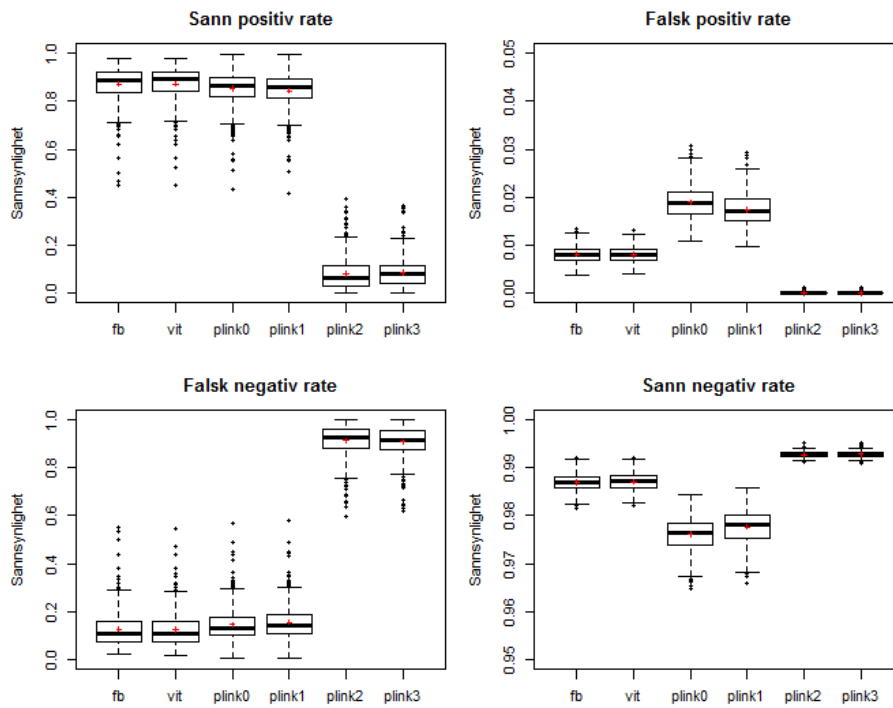 Sann positiv rate
Sannsynlighet
1.0
0.8
0.6
0.4
0.2
0.0
fb vit plink0 plink1 plink2 plink3
Falsk positiv rate
Sannsynlighet
0.05
0.04
0.03
0.02
0.01
0.00
fb vit plink0 plink1 plink2 plink3
Falsk negativ rate
Sannsynlighet
1.0
0.8
0.6
0.4
0.2
0.0
fb vit plink0 plink1 plink2 plink3
Sann negativ rate
Sannsynlighet
1.00
0.99
0.98
0.97
0.96
0.95
fb vit plink0 plink1 plink2 plink3